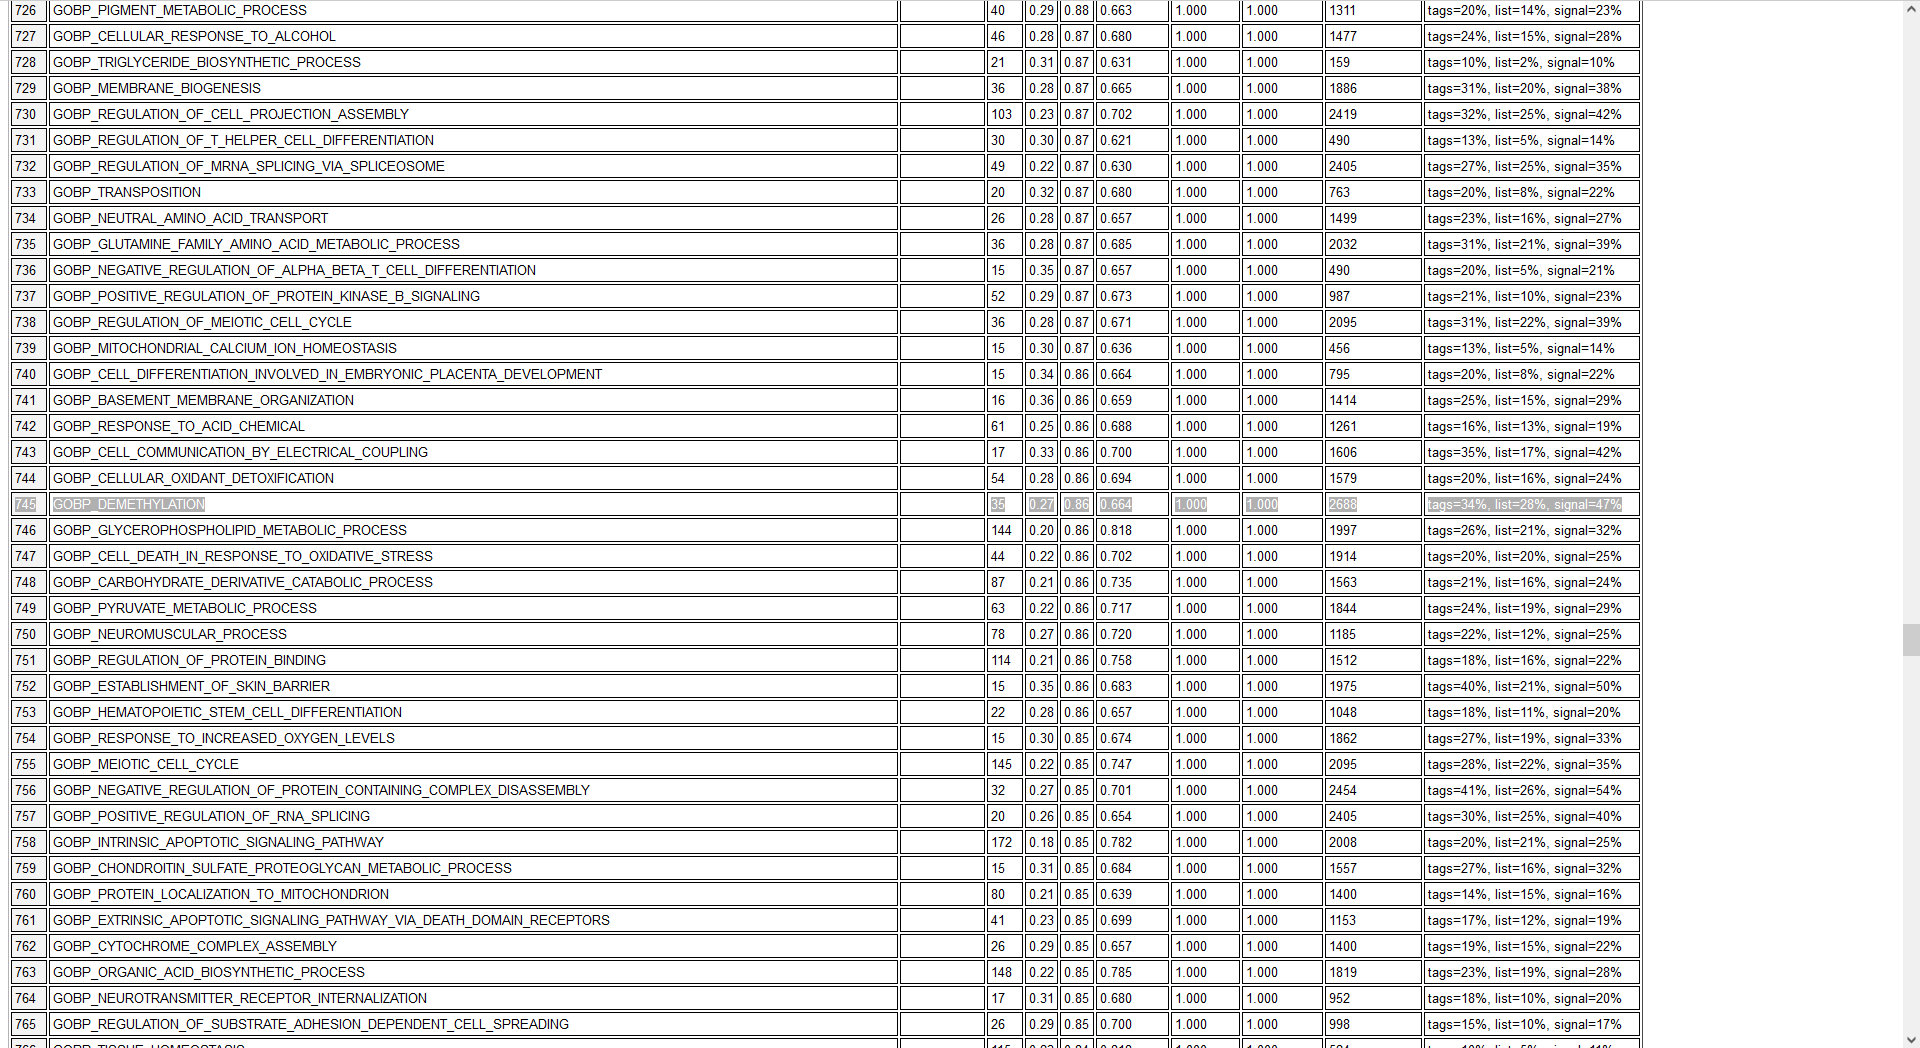 726 GOBP_PIGMENT_METABOLIC_PROCESS 40 0.29 0.88 0.663 1.000 1.000 1311 tags=20%, list=14%, signal=23%
727 GOBP_CELLULAR_RESPONSE_TO_ALCOHOL 46 0.28 0.87 0.680 1.000 1.000 1477 tags=24%, list=15%, signal=28%
728 GOBP_TRIGLYCERIDE_BIOSYNTHETIC_PROCESS 21 0.31 0.87 0.631 1.000 1.000 159 tags=10%, list=2%, signal=10%
729 GOBP_MEMBRANE_BIOGENESIS 36 0.28 0.87 0.665 1.000 1.000 1886 tags=31%, list=20%, signal=38%
730 GOBP_REGULATION_OF_CELL_PROJECTION_ASSEMBLY 103 0.23 0.87 0.702 1.000 1.000 2419 tags=32%, list=25%, signal=42%
731 GOBP_REGULATION_OF_T_HELPER_CELL_DIFFERENTIATION 30 0.30 0.87 0.621 1.000 1.000 490 tags=13%, list=5%, signal=14%
732 GOBP_REGULATION_OF_MRNA_SPLICING_VIA_SPLICEOSOME 49 0.22 0.87 0.630 1.000 1.000 2405 tags=27%, list=25%, signal=35%
733 GOBP_TRANSPOSITION 20 0.32 0.87 0.680 1.000 1.000 763 tags=20%, list=8%, signal=22%
734 GOBP_NEUTRAL_AMINO_ACID_TRANSPORT 26 0.28 0.87 0.657 1.000 1.000 1499 tags=23%, list=16%, signal=27%
735 GOBP_GLUTAMINE_FAMILY_AMINO_ACID_METABOLIC_PROCESS 36 0.28 0.87 0.685 1.000 1.000 2032 tags=31%, list=21%, signal=39%
736 GOBP_NEGATIVE_REGULATION_OF_ALPHA_BETA_T_CELL_DIFFERENTIATION 15 0.35 0.87 0.657 1.000 1.000 490 tags=20%, list=5%, signal=21%
737 GOBP_POSITIVE_REGULATION_OF_PROTEIN_KINASE_B_SIGNALING 52 0.29 0.87 0.673 1.000 1.000 987 tags=21%, list=10%, signal=23%
738 GOBP_REGULATION_OF_MEIOTIC_CELL_CYCLE 36 0.28 0.87 0.671 1.000 1.000 2095 tags=31%, list=22%, signal=39%
739 GOBP_MITOCHONDRIAL_CALCIUM_ION_HOMEOSTASIS 15 0.30 0.87 0.636 1.000 1.000 456 tags=13%, list=5%, signal=14%
740 GOBP_CELL_DIFFERENTIATION_INVOLVED_IN_EMBRYONIC_PLACENTA_DEVELOPMENT 15 0.34 0.86 0.664 1.000 1.000 795 tags=20%, list=8%, signal=22%
741 GOBP_BASEMENT_MEMBRANE_ORGANIZATION 16 0.36 0.86 0.659 1.000 1.000 1414 tags=25%, list=15%, signal=29%
742 GOBP_RESPONSE_TO_ACID_CHEMICAL 61 0.25 0.86 0.688 1.000 1.000 1261 tags=16%, list=13%, signal=19%
743 GOBP_CELL_COMMUNICATION_BY_ELECTRICAL_COUPLING 17 0.33 0.86 0.700 1.000 1.000 1606 tags=35%, list=17%, signal=42%
744 GOBP_CELLULAR_OXIDANT_DETOXIFICATION 54 0.28 0.86 0.694 1.000 1.000 1579 tags=20%, list=16%, signal=24%
745 GOBP_DEMETHYLATION 35 0.27 0.86 0.664 1.000 1.000 2688 tags=34%, list=28%, signal=47%
746 GOBP_GLYCEROPHOSPHOLIPID_METABOLIC_PROCESS 144 0.20 0.86 0.818 1.000 1.000 1997 tags=26%, list=21%, signal=32%
747 GOBP_CELL_DEATH_IN_RESPONSE_TO_OXIDATIVE_STRESS 44 0.22 0.86 0.702 1.000 1.000 1914 tags=20%, list=20%, signal=25%
748 GOBP_CARBOHYDRATE_DERIVATIVE_CATABOLIC_PROCESS 87 0.21 0.86 0.735 1.000 1.000 1563 tags=21%, list=16%, signal=24%
749 GOBP_PYRUVATE_METABOLIC_PROCESS 63 0.22 0.86 0.717 1.000 1.000 1844 tags=24%, list=19%, signal=29%
750 GOBP_NEUROMUSCULAR_PROCESS 78 0.27 0.86 0.720 1.000 1.000 1185 tags=22%, list=12%, signal=25%
751 GOBP_REGULATION_OF_PROTEIN_BINDING 114 0.21 0.86 0.758 1.000 1.000 1512 tags=18%, list=16%, signal=22%
752 GOBP_ESTABLISHMENT_OF_SKIN_BARRIER 15 0.35 0.86 0.683 1.000 1.000 1975 tags=40%, list=21%, signal=50%
753 GOBP_HEMATOPOIETIC_STEM_CELL_DIFFERENTIATION 22 0.28 0.86 0.657 1.000 1.000 1048 tags=18%, list=11%, signal=20%
754 GOBP_RESPONSE_TO_INCREASED_OXYGEN_LEVELS 15 0.30 0.85 0.674 1.000 1.000 1862 tags=27%, list=19%, signal=33%
755 GOBP_MEIOTIC_CELL_CYCLE 145 0.22 0.85 0.747 1.000 1.000 2095 tags=28%, list=22%, signal=35%
756 GOBP_NEGATIVE_REGULATION_OF_PROTEIN_CONTAINING_COMPLEX_DISASSEMBLY 32 0.27 0.85 0.701 1.000 1.000 2454 tags=41%, list=26%, signal=54%
757 GOBP_POSITIVE_REGULATION_OF_RNA_SPLICING 20 0.26 0.85 0.654 1.000 1.000 2405 tags=30%, list=25%, signal=40%
758 GOBP_INTRINSIC_APOPTOTIC_SIGNALING_PATHWAY 172 0.18 0.85 0.782 1.000 1.000 2008 tags=20%, list=21%, signal=25%
759 GOBP_CHONDROITIN_SULFATE_PROTEOGLYCAN_METABOLIC_PROCESS 15 0.31 0.85 0.684 1.000 1.000 1557 tags=27%, list=16%, signal=32%
760 GOBP_PROTEIN_LOCALIZATION_TO_MITOCHONDRION 80 0.21 0.85 0.639 1.000 1.000 1400 tags=14%, list=15%, signal=16%
761 GOBP_EXTRINSIC_APOPTOTIC_SIGNALING_PATHWAY_VIA_DEATH_DOMAIN_RECEPTORS 41 0.23 0.85 0.699 1.000 1.000 1153 tags=17%, list=12%, signal=19%
762 GOBP_CYTOCHROME_COMPLEX_ASSEMBLY 26 0.29 0.85 0.657 1.000 1.000 1400 tags=19%, list=15%, signal=22%
763 GOBP_ORGANIC_ACID_BIOSYNTHETIC_PROCESS 148 0.22 0.85 0.785 1.000 1.000 1819 tags=23%, list=19%, signal=28%
764 GOBP_NEUROTRANSMITTER_RECEPTOR_INTERNALIZATION 17 0.31 0.85 0.680 1.000 1.000 952 tags=18%, list=10%, signal=20%
765 GOBP_REGULATION_OF_SUBSTRATE_ADHESION_DEPENDENT_CELL_SPREADING 26 0.29 0.85 0.700 1.000 1.000 998 tags=15%, list=10%, signal=17%